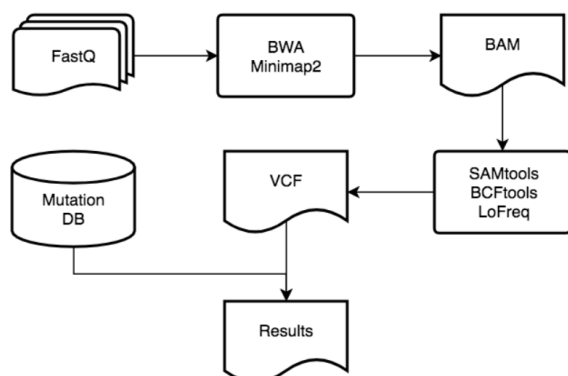 FastQ
BWA
Minimap2
BAM
Mutation
DB
VCF
SAMtools
BCFtools
LoFreq
Results